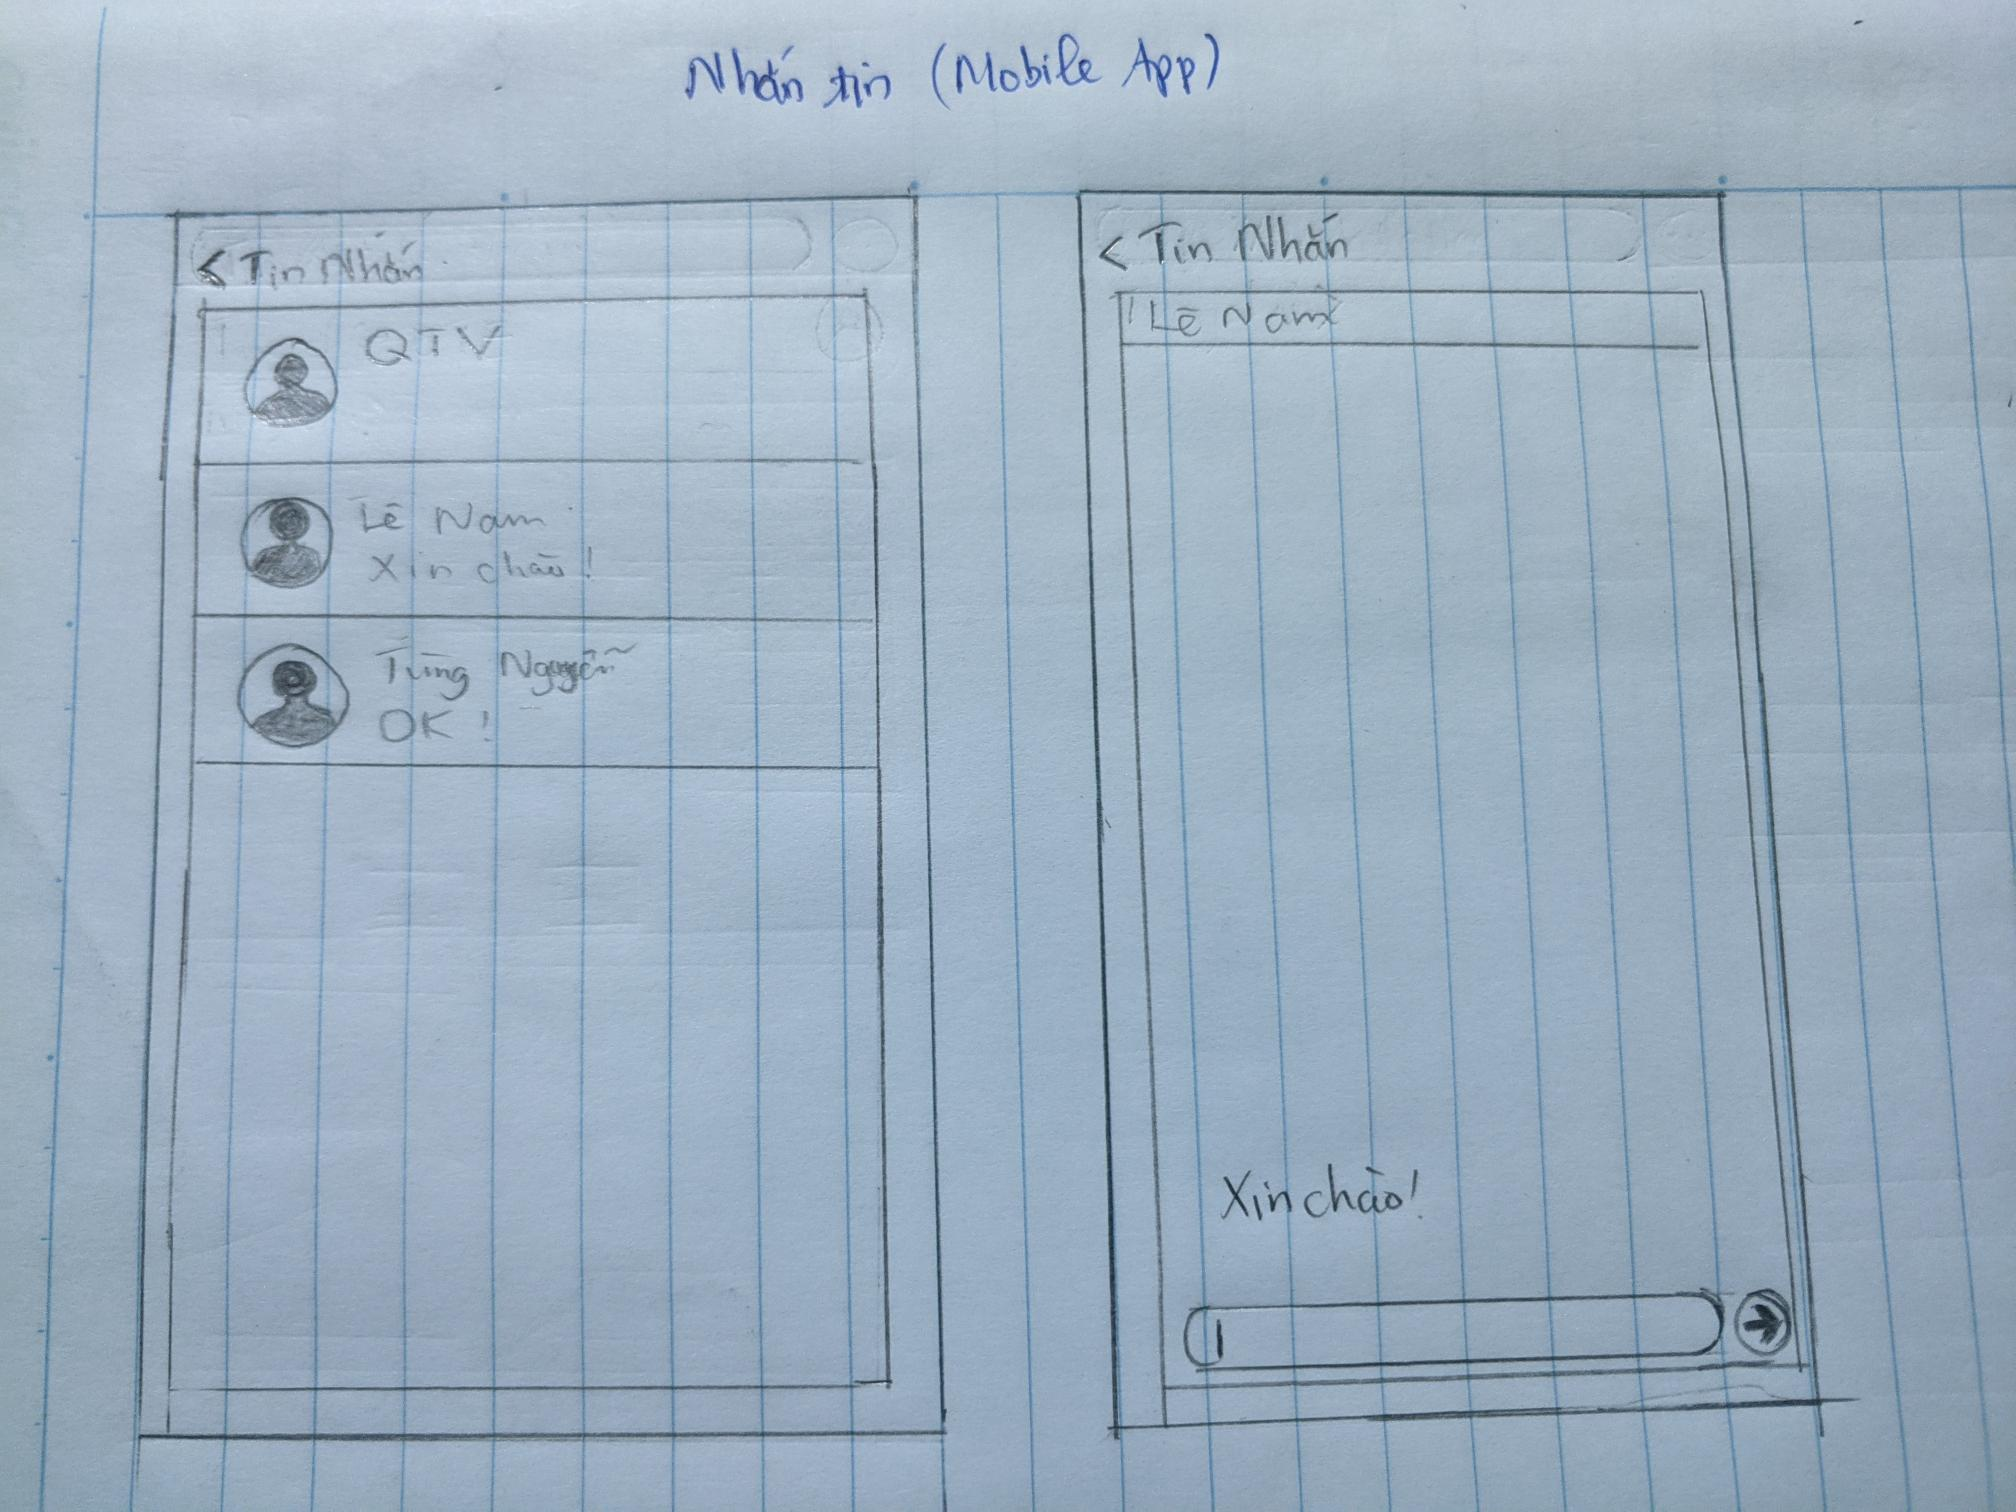 Nhắn tin (Mobile App)
< Tin Nhắn
QTV
Lê Nam
Xin chào!
Tùng Nguyễn
OK !
< Tin Nhắn
Lê Nam
Xin chào!